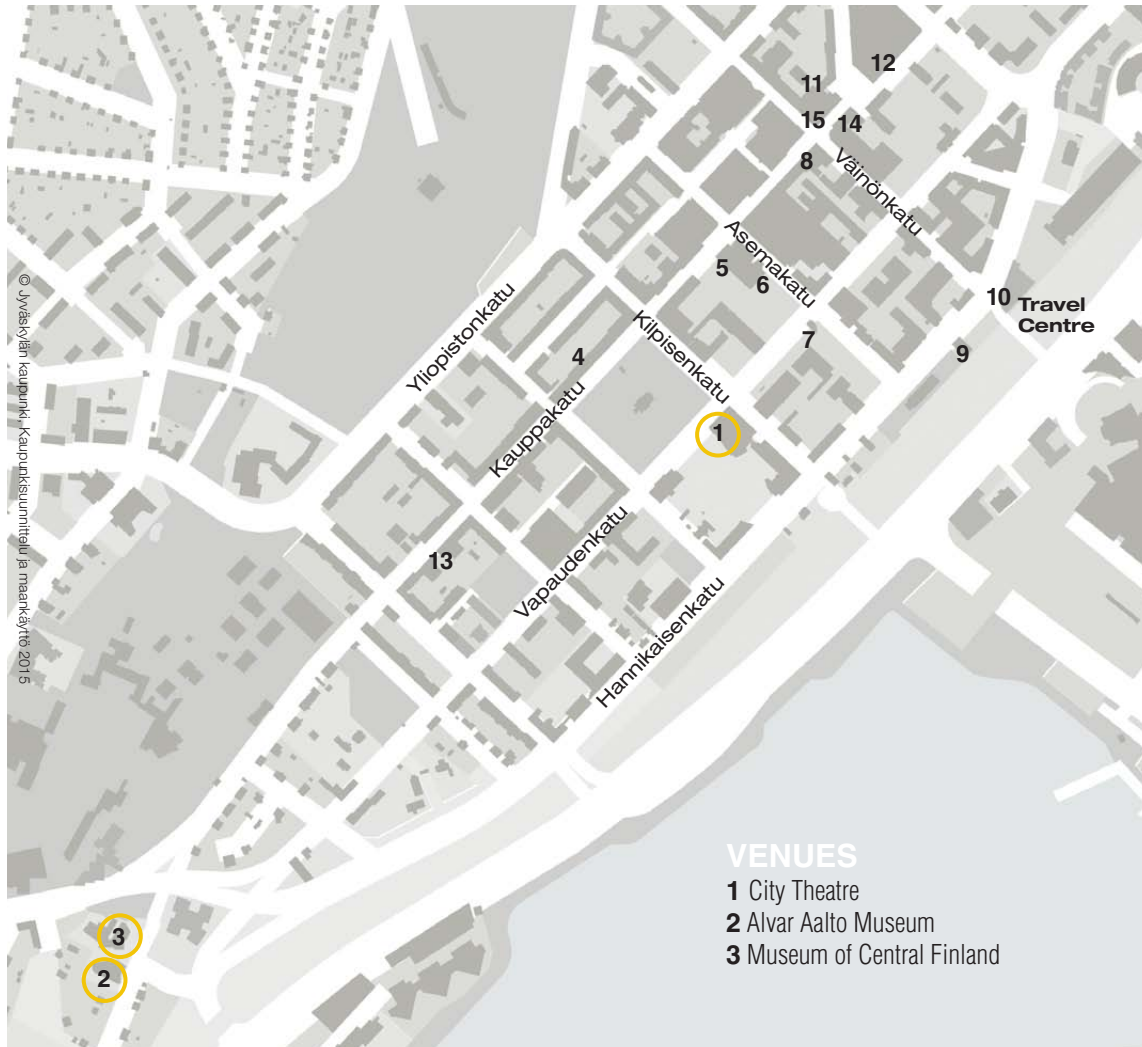 12
11
15
14
8
Väinönkatu
Asemakatu
5
6
10
Travel
Centre
Yliopistonkatu
Kilpisenkatu
7
9
4
Kauppakatu
1
13
Vapaudenkatu
Hannikaisenkatu
© Jyväskylän kaupunki, Kaupunkisuunnittelu ja maankäyttö 2015
3
2
VENUES
1 City Theatre
2 Alvar Aalto Museum
3 Museum of Central Finland